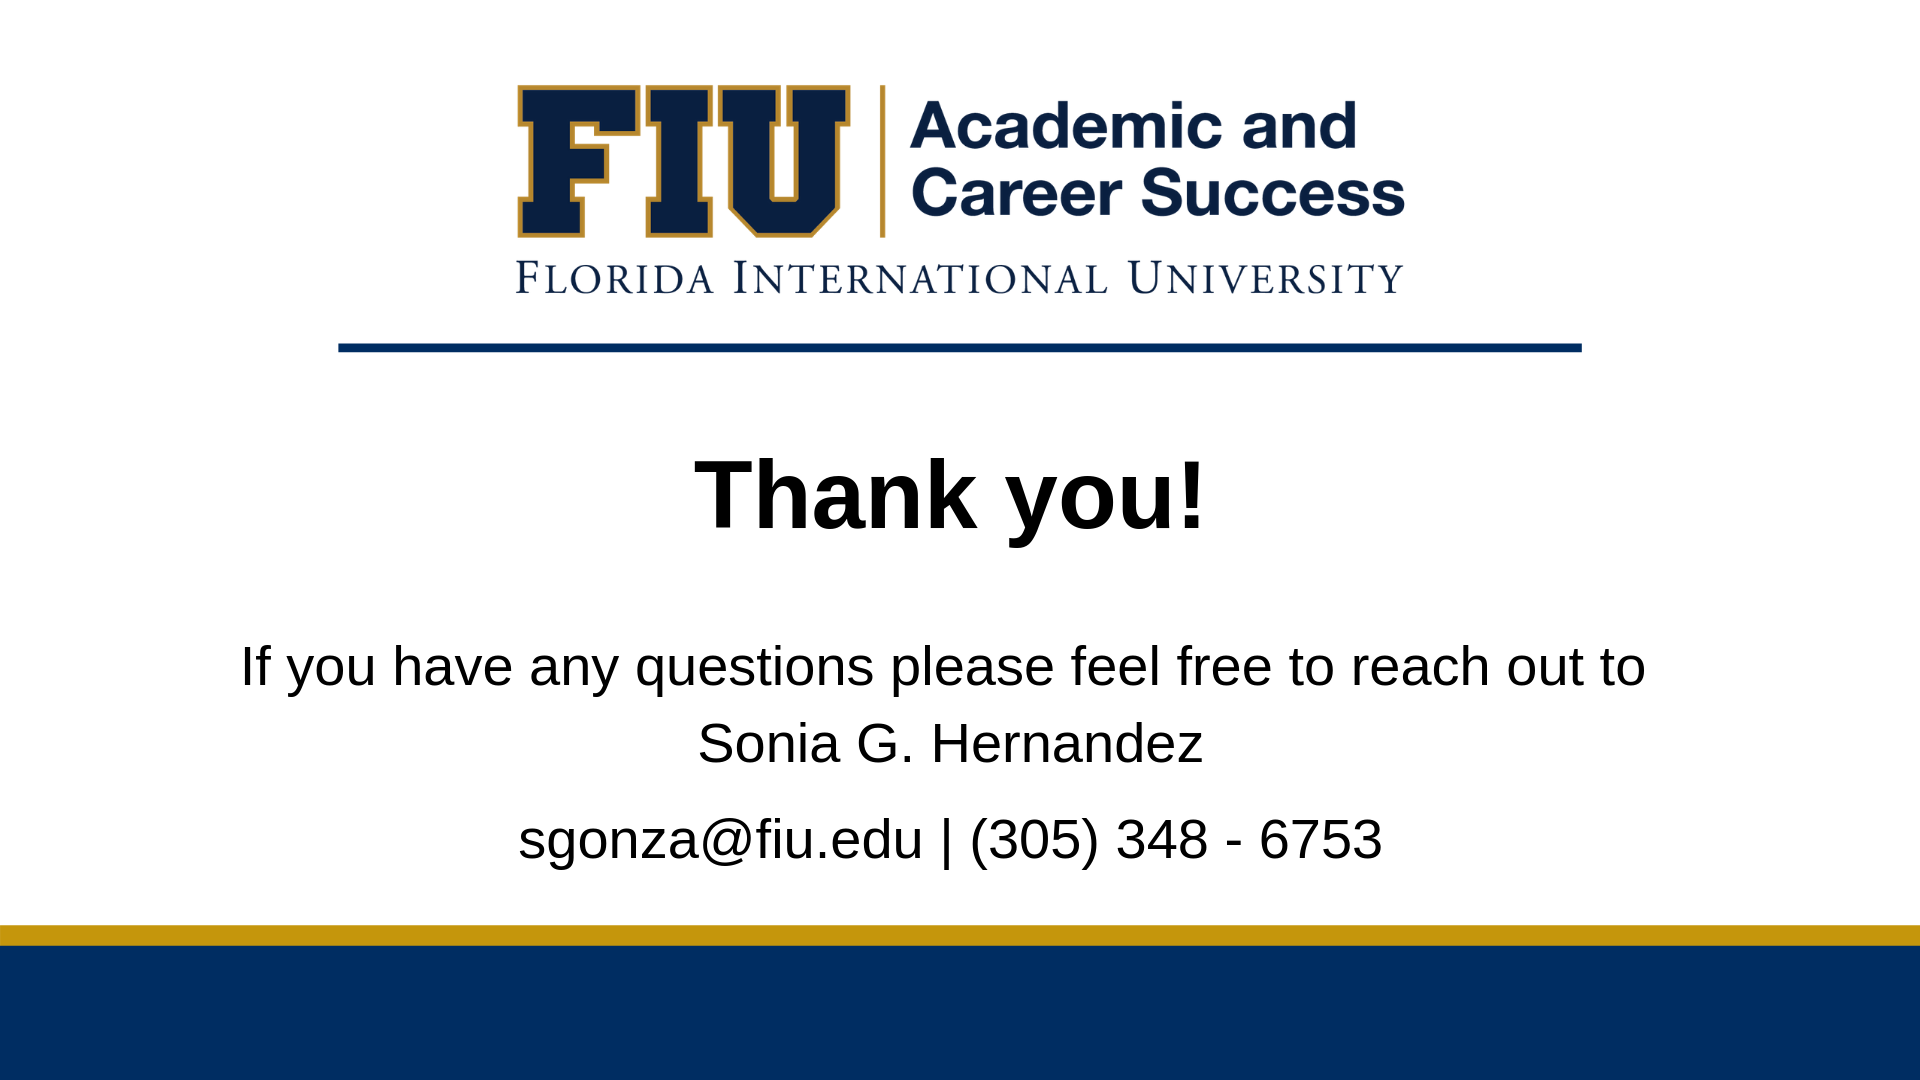 FIU
Academic and
Career Success
FLORIDA INTERNATIONAL UNIVERSITY
Thank you!
If you have any questions please feel free to reach out to
Sonia G. Hernandez
sgonza@fiu.edu | (305) 348 - 6753